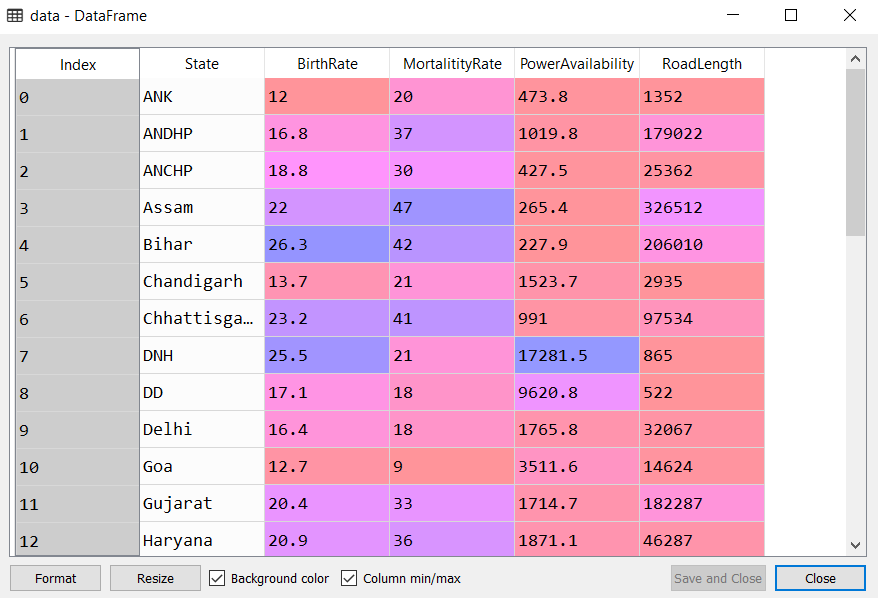 data - DataFrame
Index State BirthRate MortalitityRate PowerAvailability RoadLength
0 ANK 12 20 473.8 1352
1 ANDHP 16.8 37 1019.8 179022
2 ANCHP 18.8 30 427.5 25362
3 Assam 22 47 265.4 326512
4 Bihar 26.3 42 227.9 206010
5 Chandigarh 13.7 21 1523.7 2935
6 Chhattisga… 23.2 41 991 97534
7 DNH 25.5 21 17281.5 865
8 DD 17.1 18 9620.8 522
9 Delhi 16.4 18 1765.8 32067
10 Goa 12.7 9 3511.6 14624
11 Gujarat 20.4 33 1714.7 182287
12 Haryana 20.9 36 1871.1 46287
Format Resize Background color Column min/max Save and Close Close